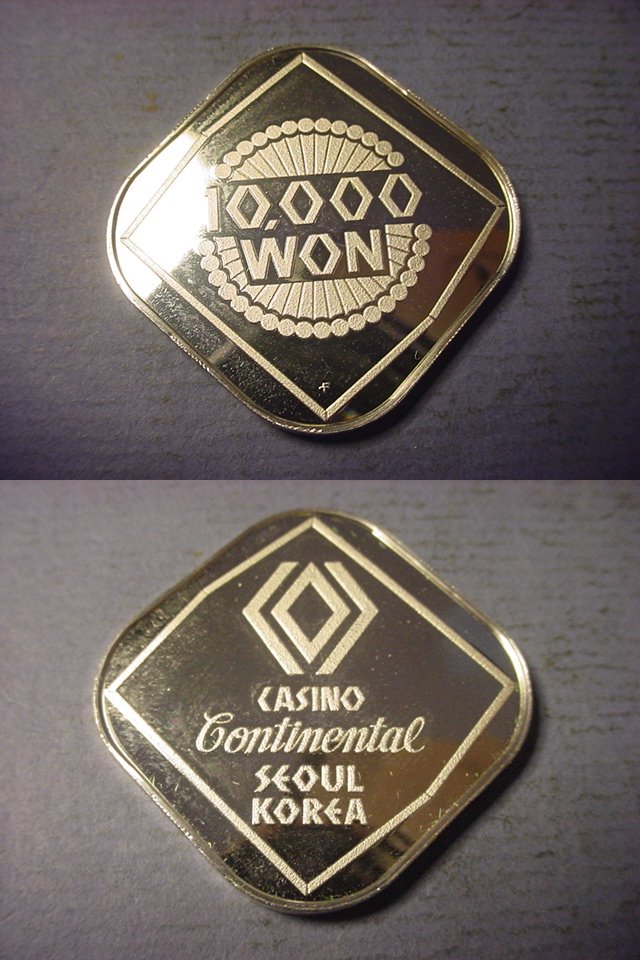 10,000
WON
CASINO
Continental
SEOUL
KOREA